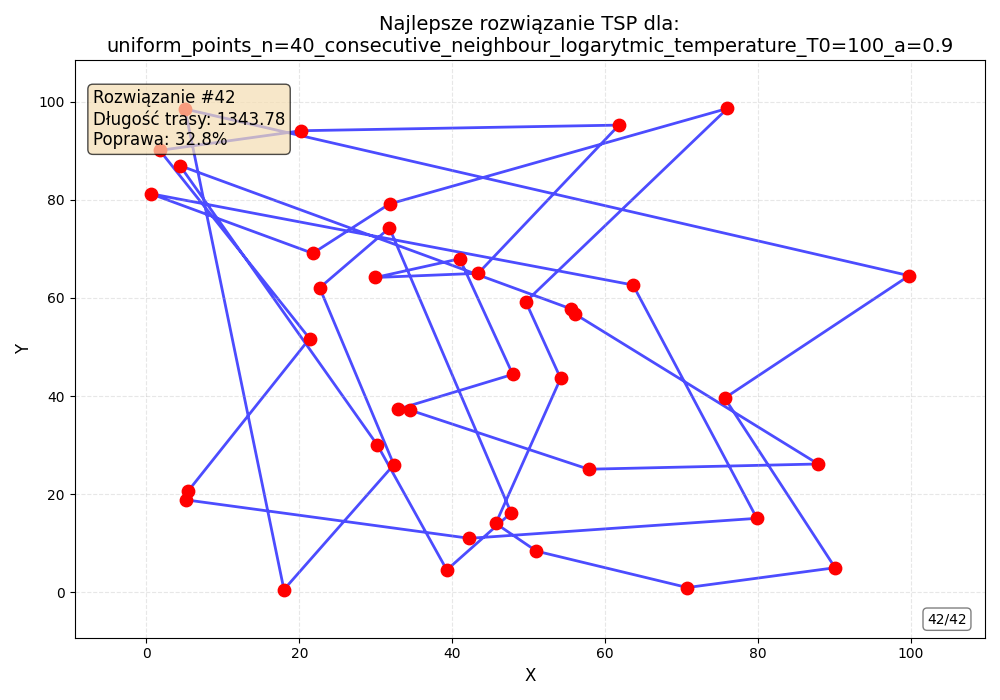 Najlepsze rozwiązanie TSP dla:
uniform_points_n=40_consecutive_neighbour_logarytmic_temperature_T0=100_a=0.9
Rozwiązanie #42
Długość trasy: 1343.78
Poprawa: 32.8%
100
80
60
40
20
0
Y
42/42
0 20 40 60 80 100
X